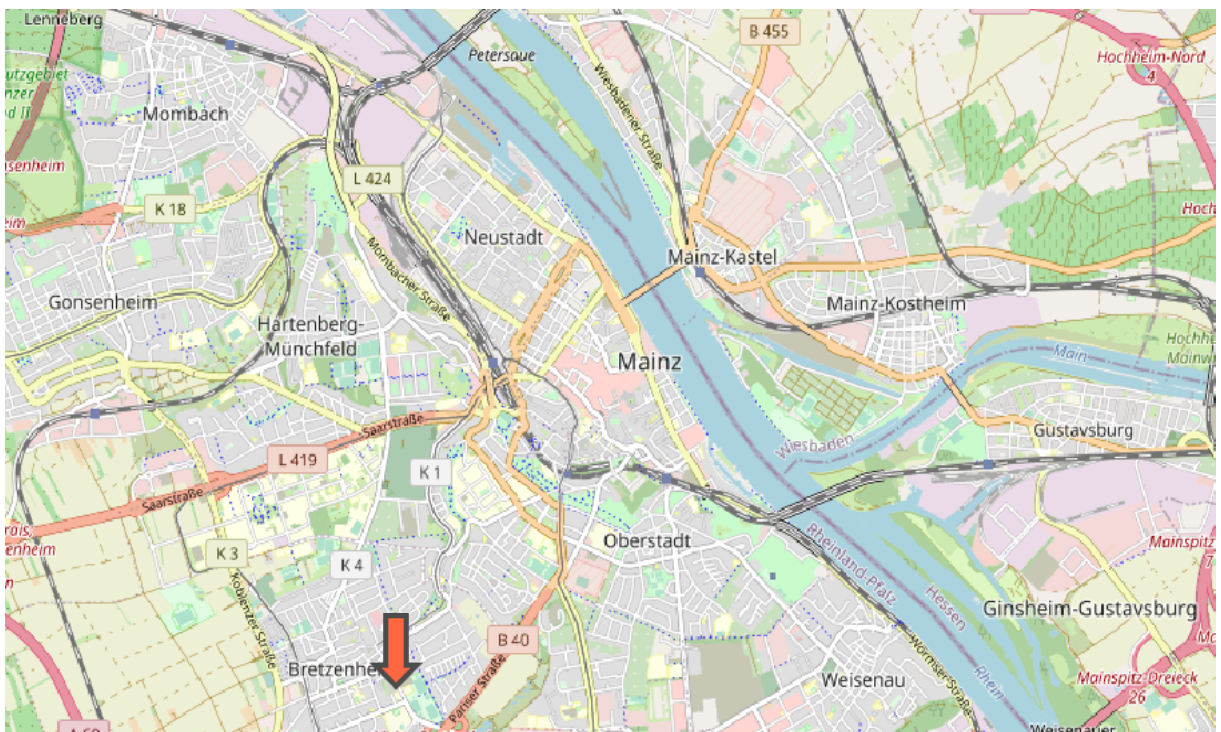 Lenneberg
Petersaue
B 455
Hochheim-Nord
4
Wiesbadener Straße
Mombach
L 424
K 18
Neustadt
Mainz-Kastel
Mombacher Straße
Gonsenheim
Mainz-Kostheim
Hartenberg-
Münchfeld
Mainz
Main
Saarstraße
Wiesbaden
Gustavsburg
L 419
K 1
Saarstraße
Oberstadt
K 3
K 4
Rheinland-Pfalz
Hessen
Koblenzer Straße
Ginsheim-Gustavsburg
B 40
Pariser Straße
Wormser Straße
Weisenau
Rhein
Mainspitz-Dreieck
26